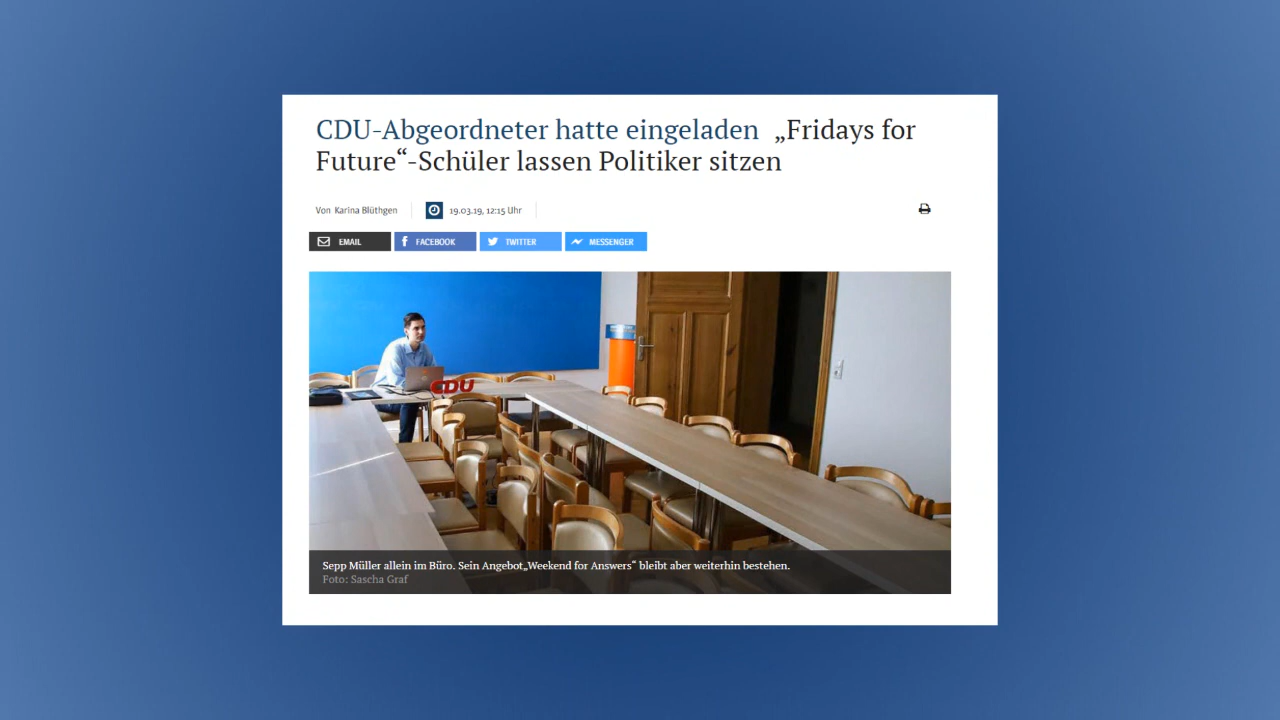 CDU-Abgeordneter hatte eingeladen „Fridays for
Future“-Schüler lassen Politiker sitzen
Von Karina Blüthgen 19.03.19, 12:15 Uhr
EMAIL FACEBOOK TWITTER MESSENGER
CDU
Sepp Müller allein im Büro. Sein Angebot„Weekend for Answers“ bleibt aber weiterhin bestehen.
Foto: Sascha Graf